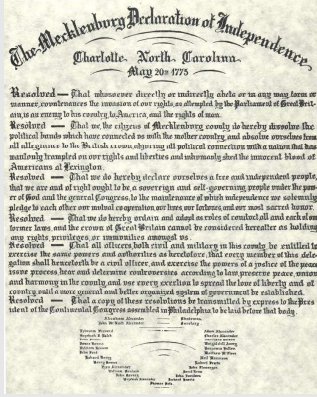 The Mecklenburg Declaration of Independence
Charlotte North Carolina
May 20th 1775
Resolved — That whosoever directly or indirectly abets or in any way, form or
manner, countenances the invasion of our rights, as attempted by the Parliament of Great Brit-
ain, is an enemy to his country, to America, and the rights of man.
Resolved — That we, the citizens of Mecklenburg county, do hereby dissolve the
political bands which have connected us with the mother country, and absolve ourselves from
all allegiance to the British crown, abjuring all political connection with a nation that has
wantonly trampled on our rights and liberties and inhumanly shed the innocent blood of
Americans at Lexington.
Resolved — That we do hereby declare ourselves a free and independent people,
that we are and of right ought to be a sovereign and self-governing people under the pow-
er of God and the general Congress, to the maintenance of which independence we solemnly
pledge to each other our mutual co-operation our lives our fortunes, and our most sacred honor.
Resolved — That we do hereby ordain and adopt as rules of conduct, all and each of our
former laws, and the crown of Great Britain cannot be considered hereafter as holding
any rights, privileges, or immunities amongst us.
Resolved — That all officers, both civil and military in this county, be entitled to
exercise the same powers and authorities as heretofore; that every member of this dele-
gation shall henceforth be a civil officer, and exercise the powers of a justice of the peace,
issue process, hear and determine controversies according to law, preserve peace, union
and harmony in the county, and use every exertion to spread the love of liberty and of
country until a more general and better organized system of government be established.
Resolved — That a copy of these resolutions be transmitted by express to the Pres-
ident of the Continental Congress assembled in Philadelphia to be laid before that body.